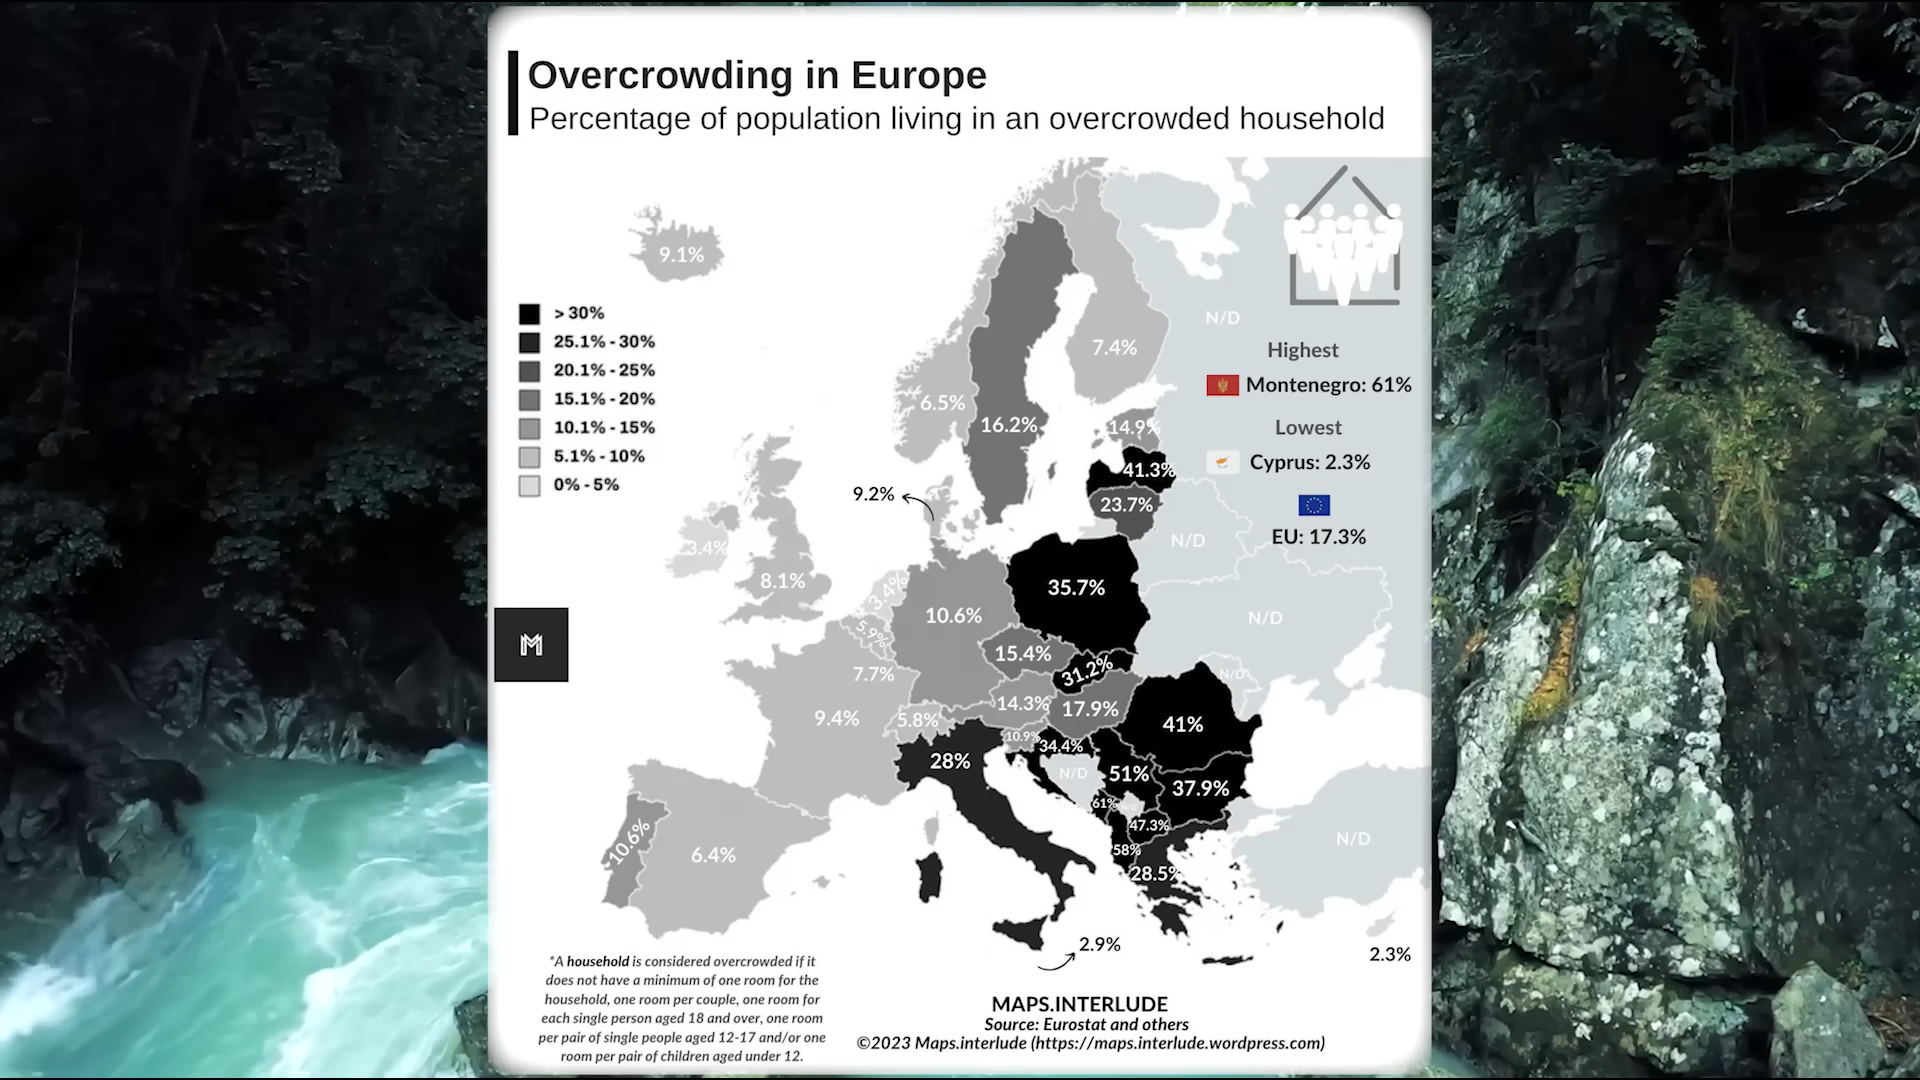 Overcrowding in Europe
Percentage of population living in an overcrowded household
9.1%
> 30%
25.1% - 30%
20.1% - 25%
15.1% - 20%
10.1% - 15%
5.1% - 10%
0% - 5%
N/D
Highest
Montenegro: 61%
Lowest
Cyprus: 2.3%
EU: 17.3%
7.4%
6.5%
16.2%
14.9%
41.3%
23.7%
9.2%
N/D
3.4%
8.1%
3.4%
5.9%
7.7%
10.6%
35.7%
N/D
15.4%
31.2%
N/D
9.4%
5.8%
14.3%
17.9%
41%
10.9%
34.4%
28%
N/D
51%
37.9%
61%
N/D
47.3%
58%
28.5%
N/D
10.6%
6.4%
2.9%
2.3%
M
*A household is considered overcrowded if it
does not have a minimum of one room for the
household, one room per couple, one room for
each single person aged 18 and over, one room
per pair of single people aged 12-17 and/or one
room per pair of children aged under 12.
MAPS.INTERLUDE
Source: Eurostat and others
©2023 Maps.interlude (https://maps.interlude.wordpress.com)